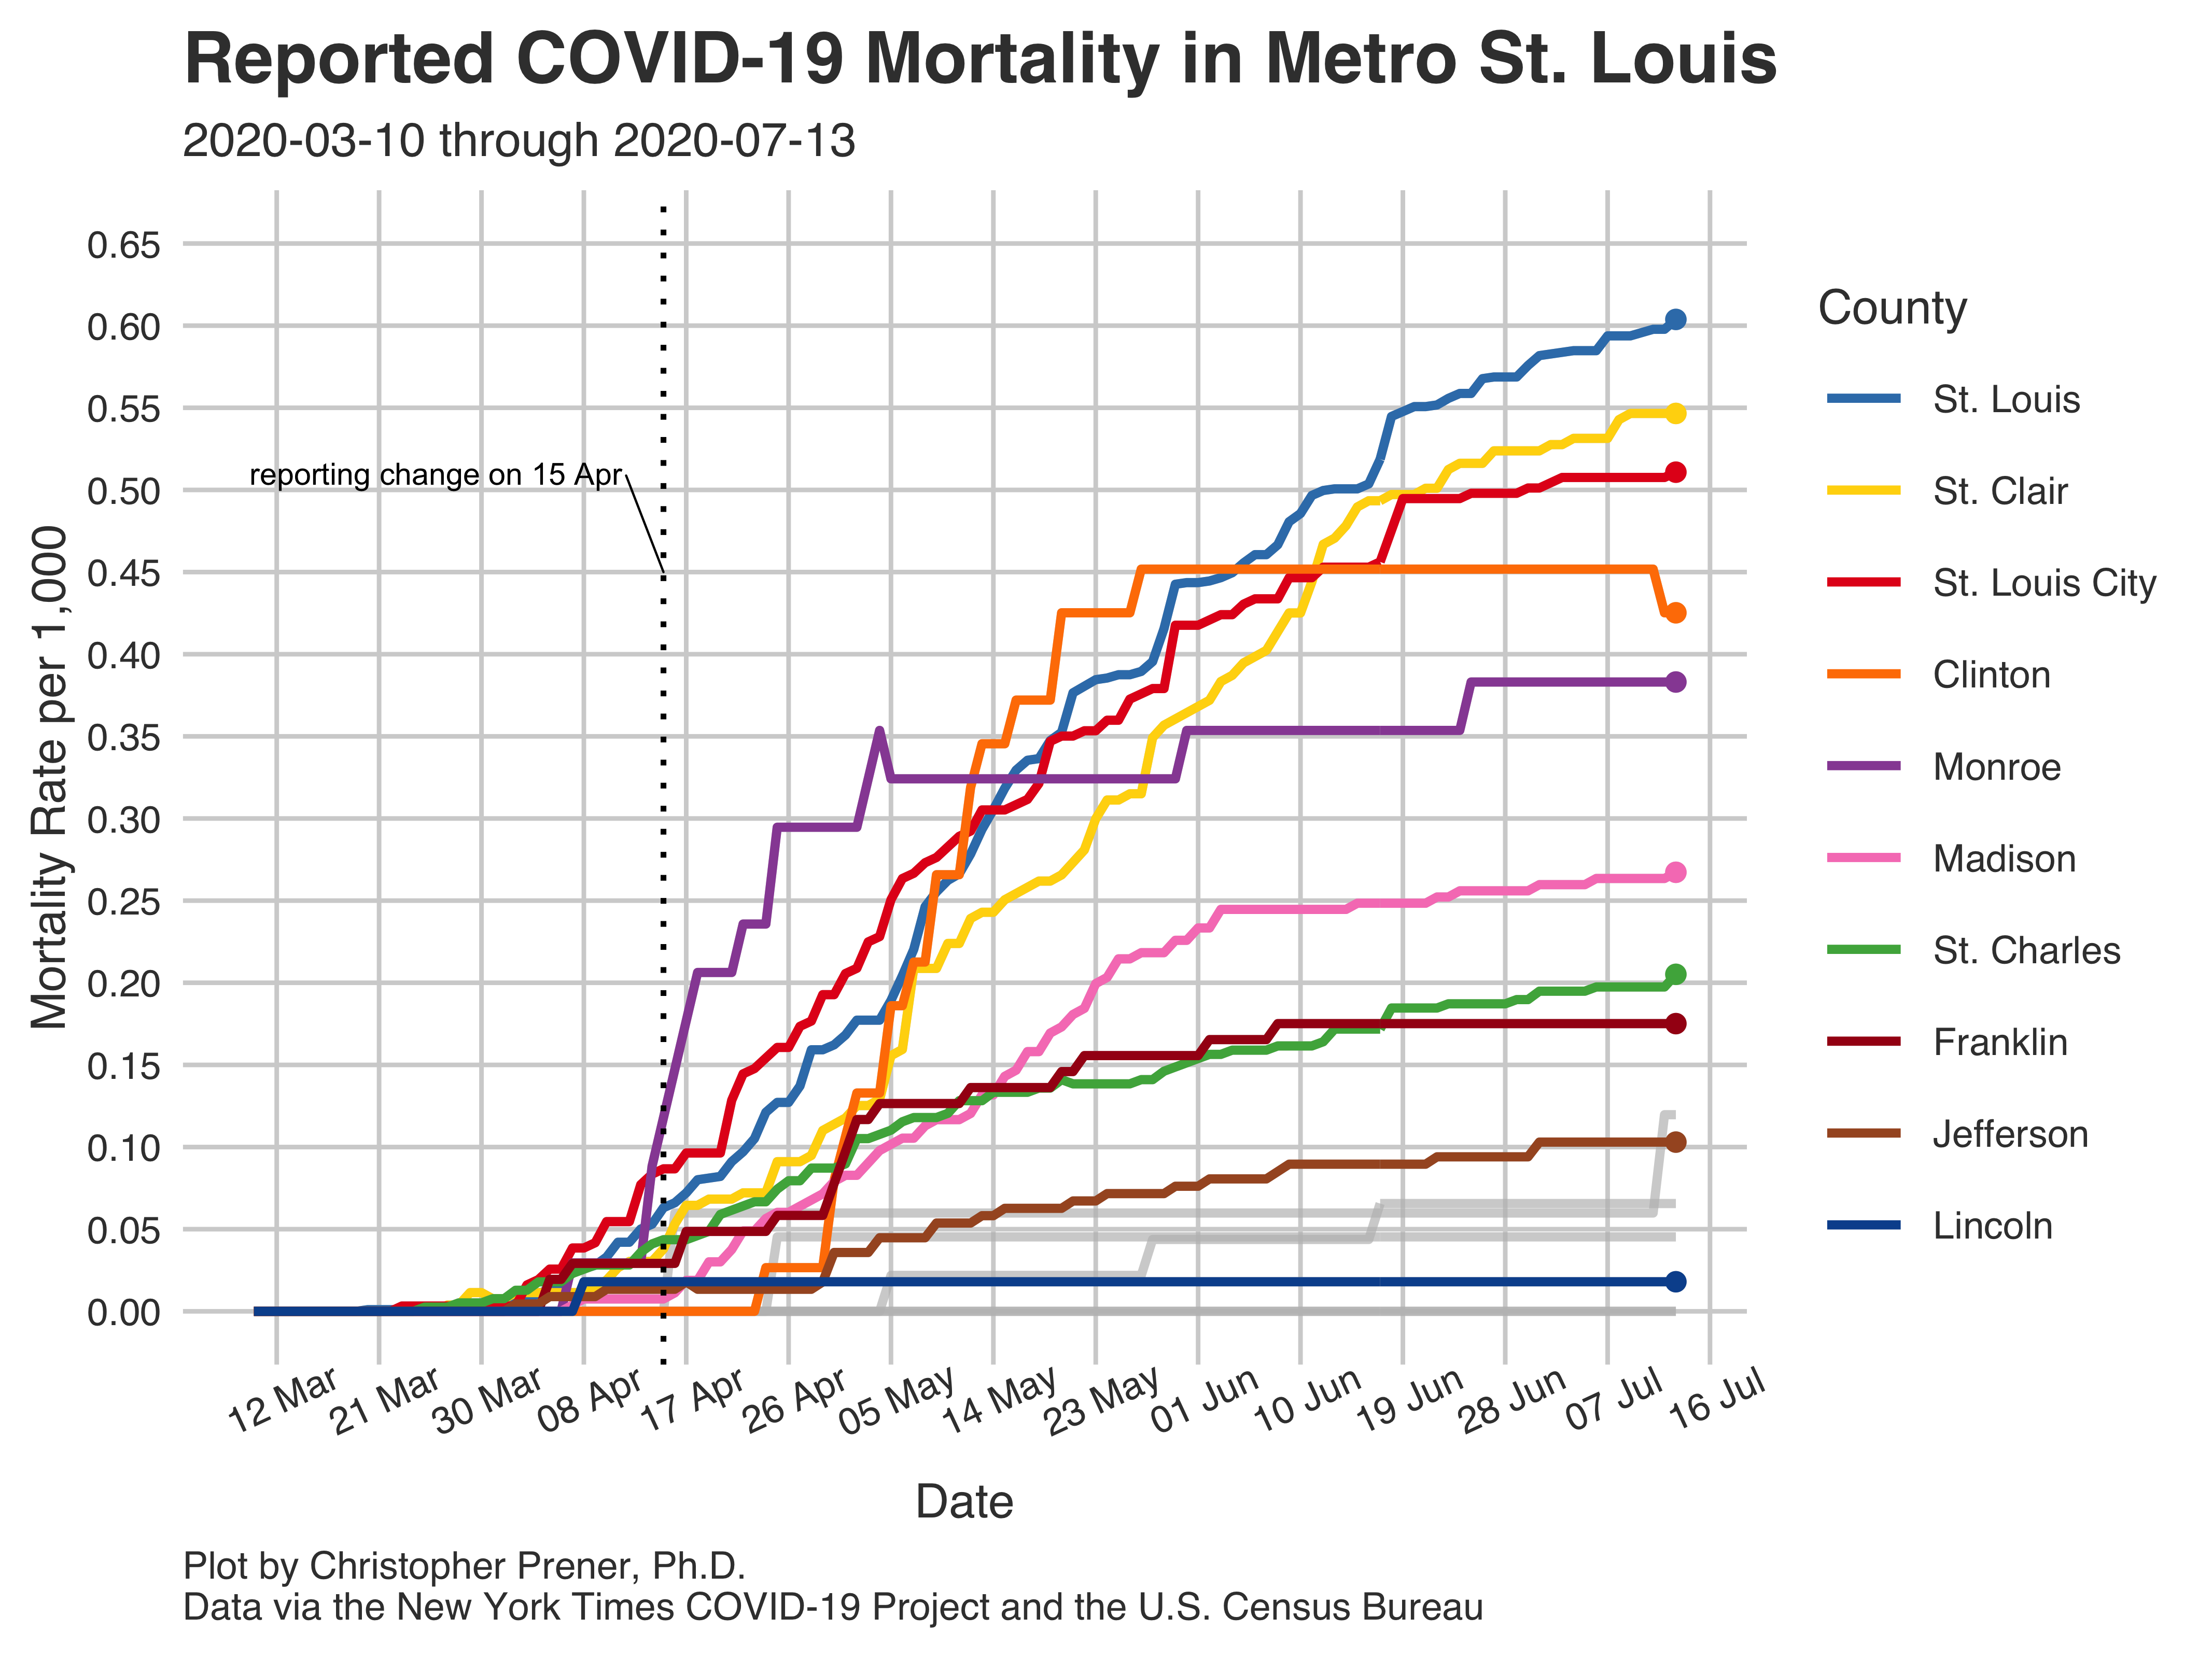 Reported COVID-19 Mortality in Metro St. Louis
2020-03-10 through 2020-07-13
Mortality Rate per 1,000
0.65
0.60
0.55
0.50
0.45
0.40
0.35
0.30
0.25
0.20
0.15
0.10
0.05
0.00
reporting change on 15 Apr
12 Mar
21 Mar
30 Mar
08 Apr
17 Apr
26 Apr
05 May
14 May
23 May
01 Jun
10 Jun
19 Jun
28 Jun
07 Jul
16 Jul
Date
County
St. Louis
St. Clair
St. Louis City
Clinton
Monroe
Madison
St. Charles
Franklin
Jefferson
Lincoln
Plot by Christopher Prener, Ph.D.
Data via the New York Times COVID-19 Project and the U.S. Census Bureau